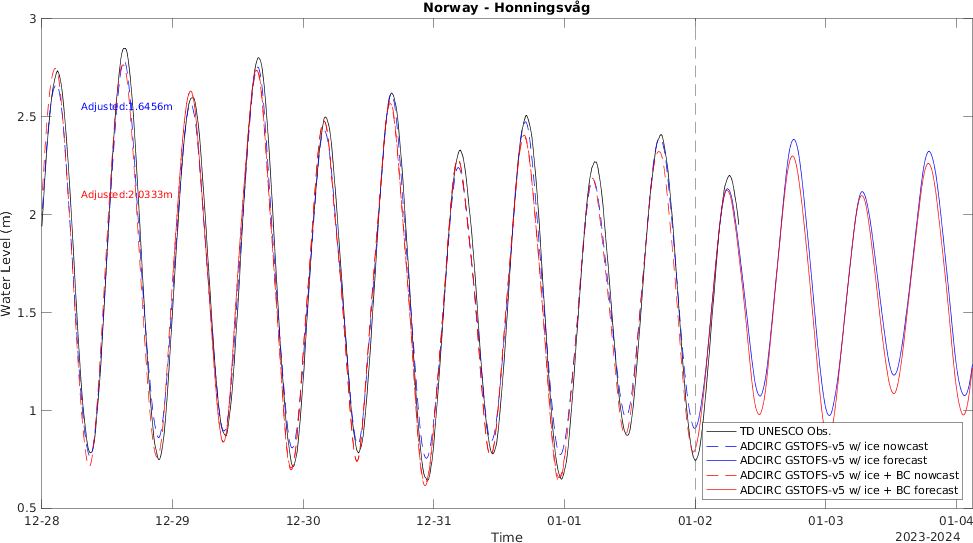 Norway - Honningsvåg
3
2.5
2
1.5
1
0.5
Water Level (m)
Adjusted:1.6456m
Adjusted:2.0333m
TD UNESCO Obs.
ADCIRC GSTOFS-v5 w/ ice nowcast
ADCIRC GSTOFS-v5 w/ ice forecast
ADCIRC GSTOFS-v5 w/ ice + BC nowcast
ADCIRC GSTOFS-v5 w/ ice + BC forecast
12-28 12-29 12-30 12-31 01-01 01-02 01-03 01-04
Time
2023-2024